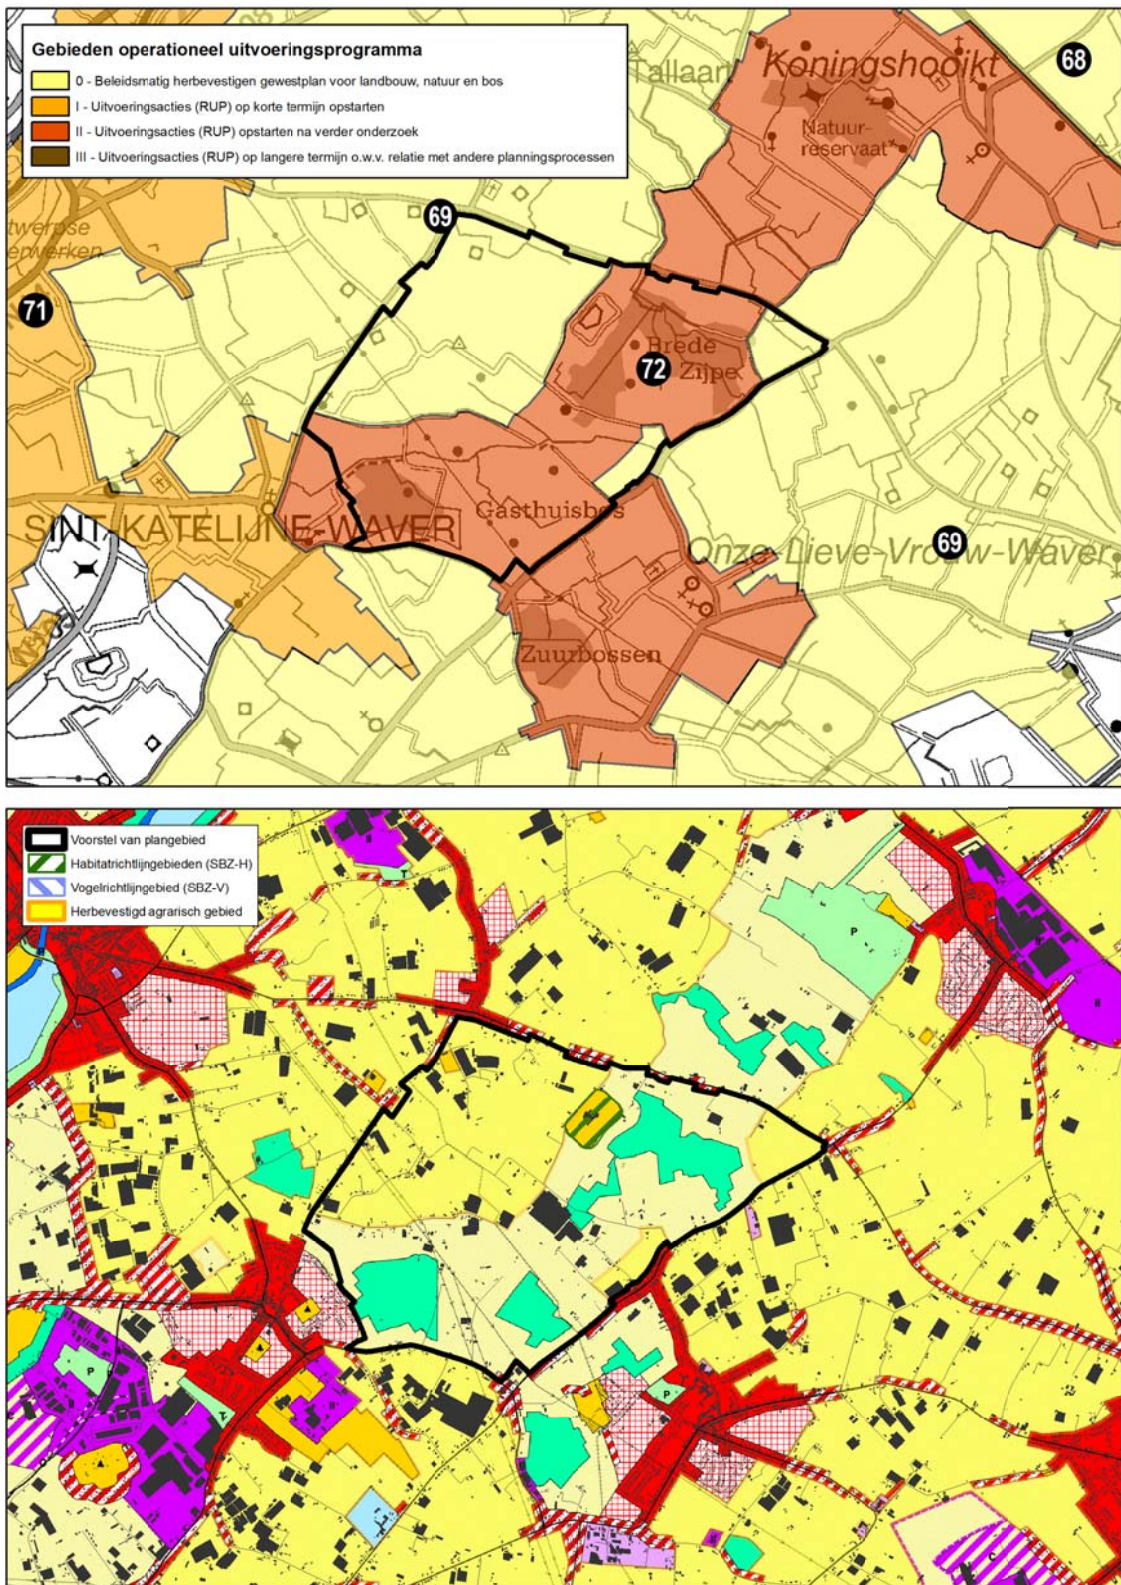 Gebieden operationeel uitvoeringsprogramma
0 - Beleidsmatig herbevestigen gewestplan voor landbouw, natuur en bos
I - Uitvoeringsacties (RUP) op korte termijn opstarten
II - Uitvoeringsacties (RUP) opstarten na verder onderzoek
III - Uitvoeringsacties (RUP) op langere termijn o.w.v. relatie met andere planningsprocessen
Tallaart
Koningshooikt
68
Natuur-
reservaat
69
twerpse
erwerken
71
Brede
72
Zijpe
Gasthuisbos
SINT-KATELIJNE-WAVER
69
Onze-Lieve-Vrouw-Waver
Zuurbossen
Voorstel van plangebied
Habitatrichtlijngebieden (SBZ-H)
Vogelrichtlijngebied (SBZ-V)
Herbevestigd agrarisch gebied
T
P
P
T
P
C